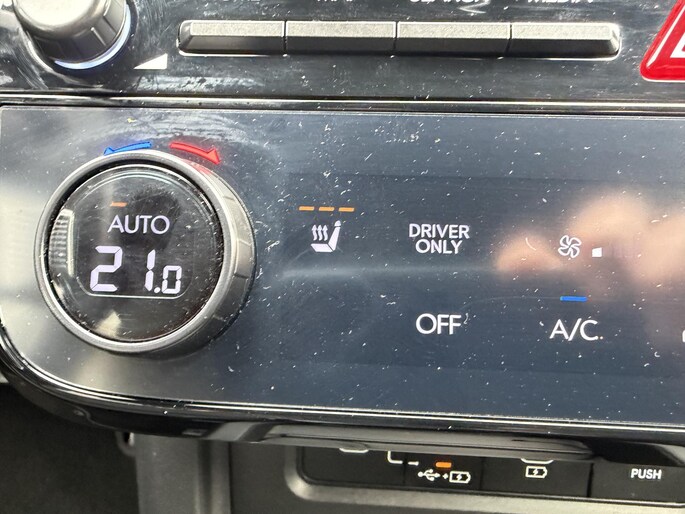 AUTO
21.0
DRIVER
ONLY
OFF
A/C
PUSH